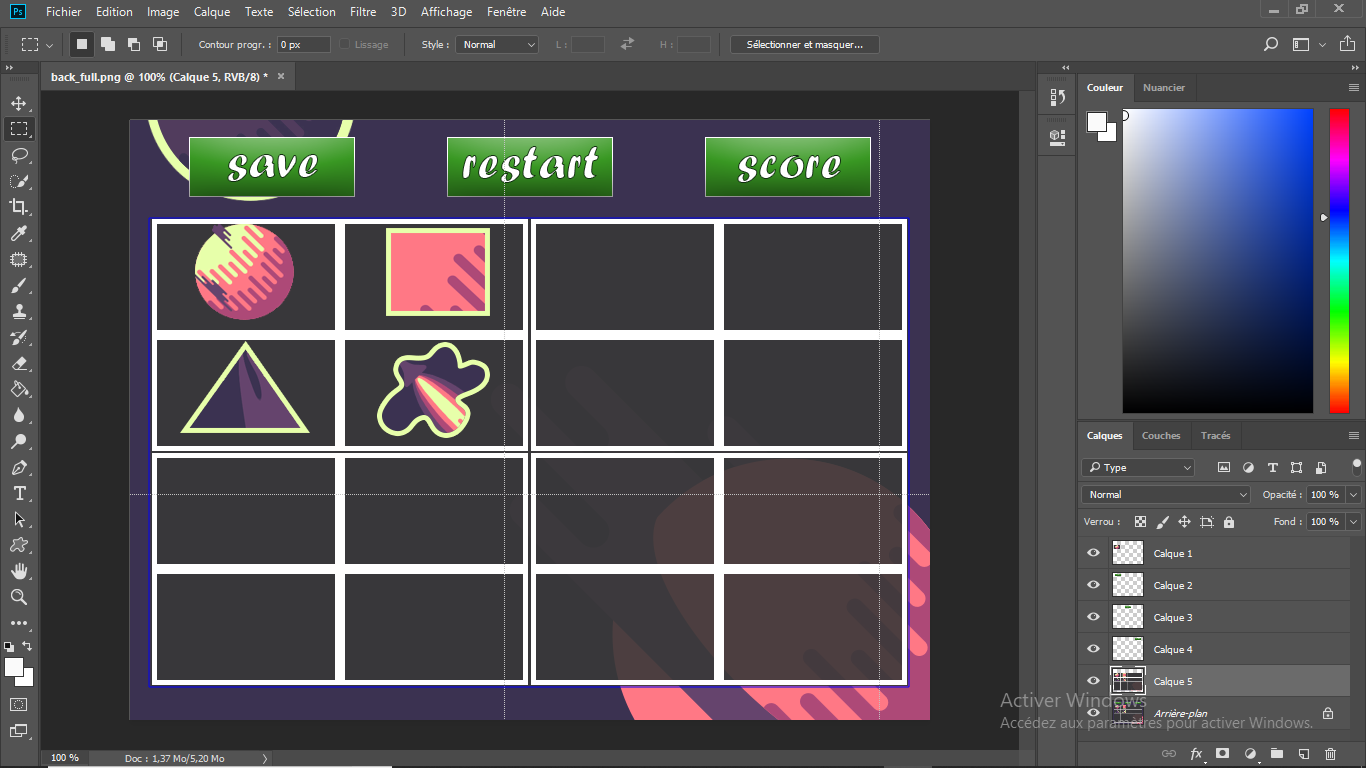 Ps Fichier Edition Image Calque Texte Sélection Filtre 3D Affichage Fenêtre Aide
Contour progr. : 0 px Lissage Style : Normal L : H : Sélectionner et masquer...
back_full.png @ 100% (Calque 5, RVB/8) * ×
Couleur Nuancier
save restart score
Calques Couches Tracés
Type
Normal Opacité : 100 %
Verrou : Fond : 100 %
Calque 1
Calque 2
Calque 3
Calque 4
Calque 5
Arrière-plan
Activer Windows
Accédez aux paramètres pour activer Windows.
100 % Doc : 1,37 Mo/5,20 Mo